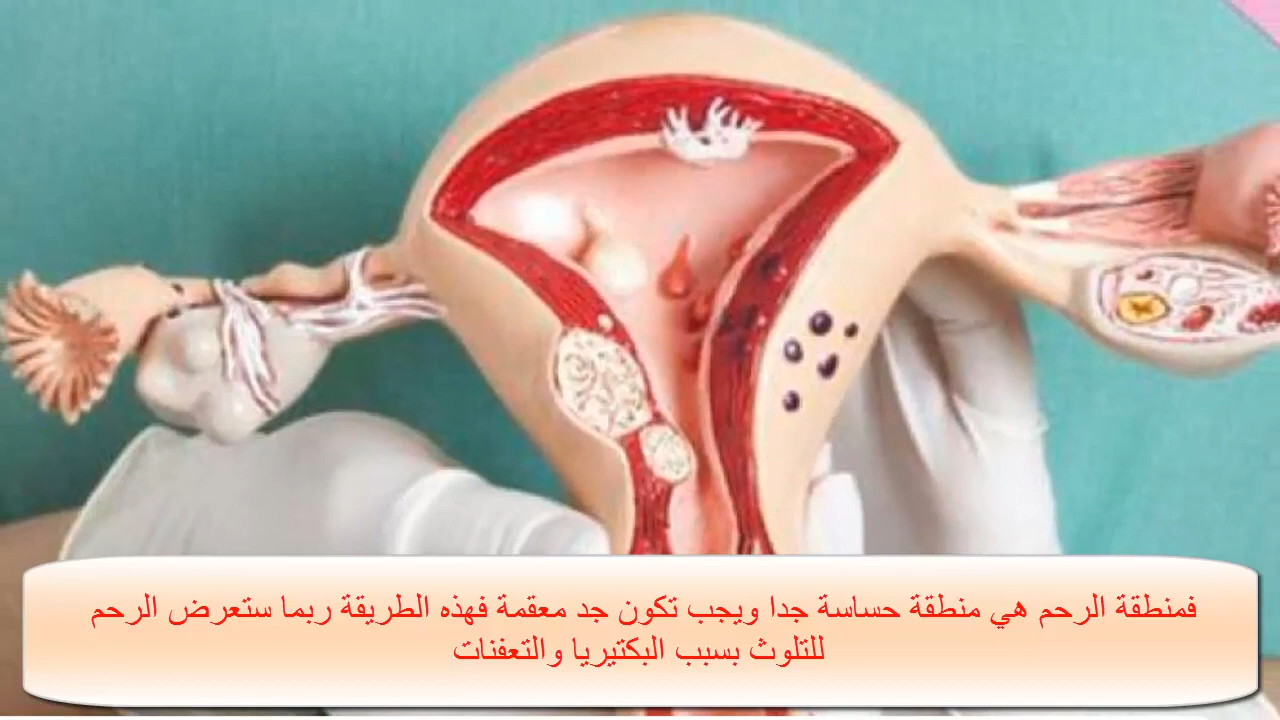 فمنطقة الرحم هي منطقة حساسة جدا ويجب تكون جد معقمة فهذه الطريقة ربما ستعرض الرحم
للتلوث بسبب البكتيريا والتعفنات